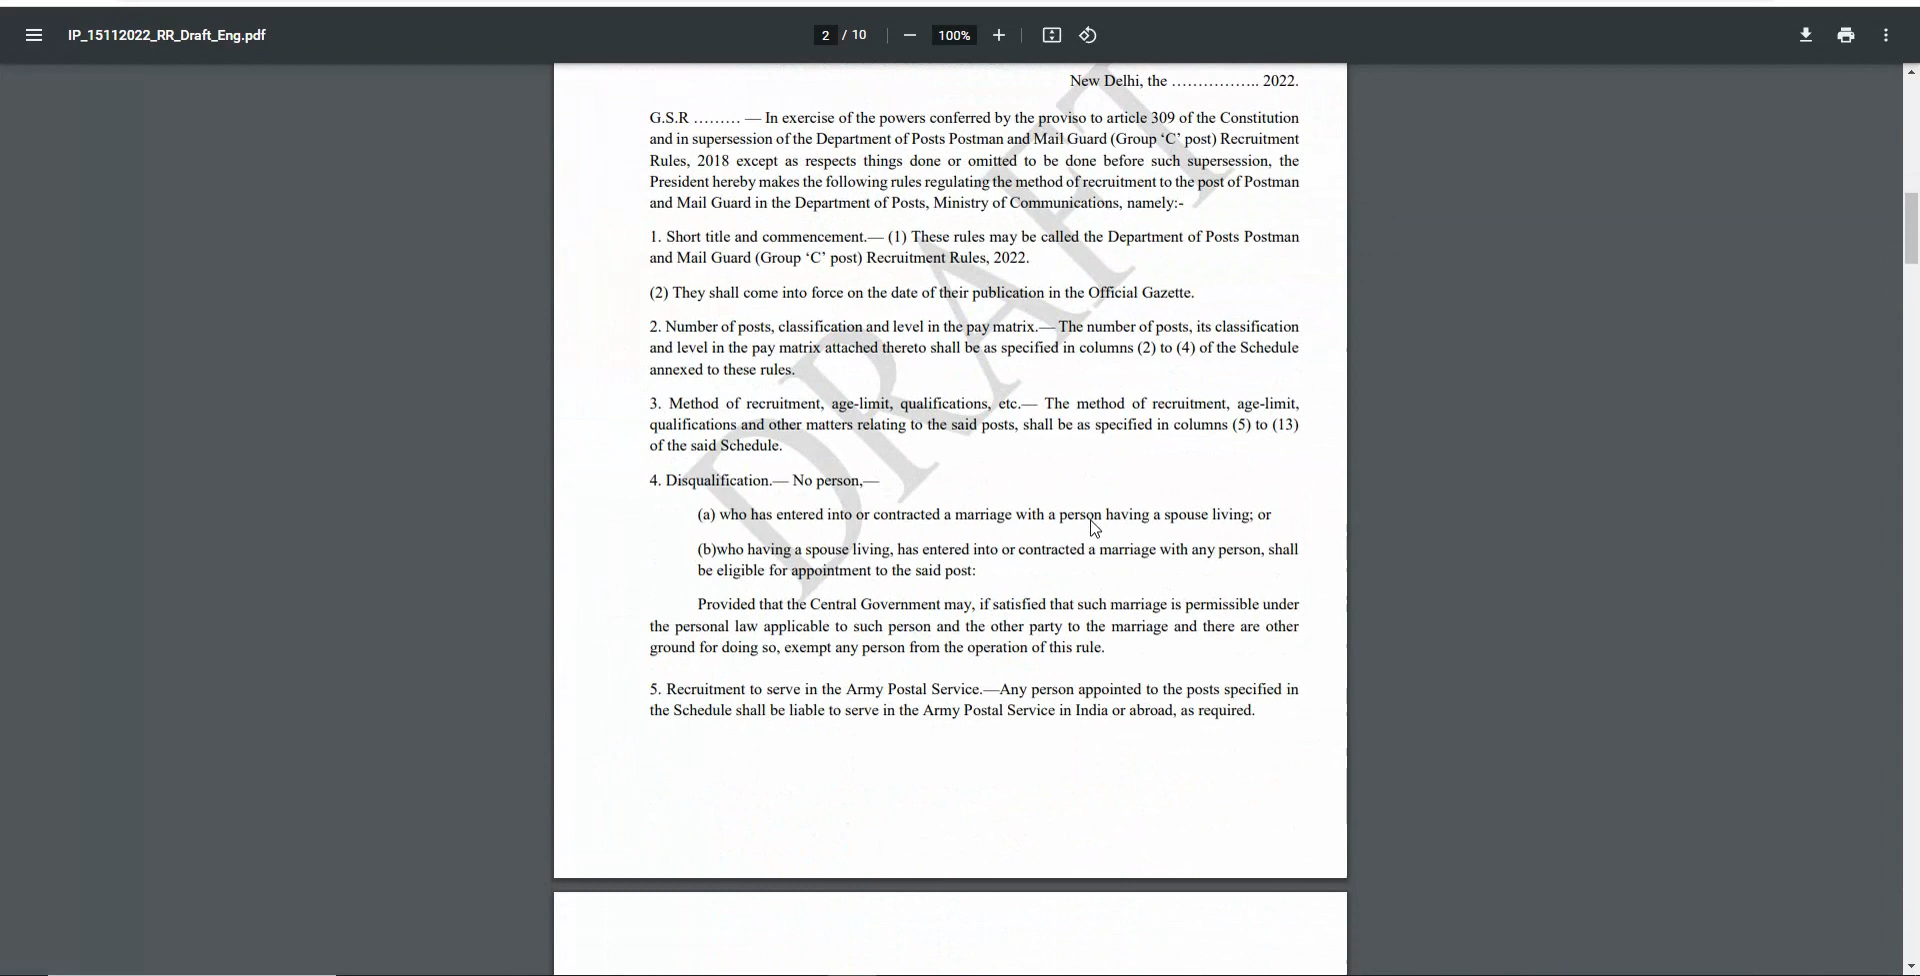 IP_15112022_RR_Draft_Eng.pdf
2 / 10
100%
New Delhi, the ................ 2022.
G.S.R ......... — In exercise of the powers conferred by the proviso to article 309 of the Constitution
and in supersession of the Department of Posts Postman and Mail Guard (Group ‘C’ post) Recruitment
Rules, 2018 except as respects things done or omitted to be done before such supersession, the
President hereby makes the following rules regulating the method of recruitment to the post of Postman
and Mail Guard in the Department of Posts, Ministry of Communications, namely:-
1. Short title and commencement.— (1) These rules may be called the Department of Posts Postman
and Mail Guard (Group ‘C’ post) Recruitment Rules, 2022.
(2) They shall come into force on the date of their publication in the Official Gazette.
2. Number of posts, classification and level in the pay matrix.— The number of posts, its classification
and level in the pay matrix attached thereto shall be as specified in columns (2) to (4) of the Schedule
annexed to these rules.
3. Method of recruitment, age-limit, qualifications, etc.— The method of recruitment, age-limit,
qualifications and other matters relating to the said posts, shall be as specified in columns (5) to (13)
of the said Schedule.
4. Disqualification.— No person,—
(a) who has entered into or contracted a marriage with a person having a spouse living; or
(b)who having a spouse living, has entered into or contracted a marriage with any person, shall
be eligible for appointment to the said post:
Provided that the Central Government may, if satisfied that such marriage is permissible under
the personal law applicable to such person and the other party to the marriage and there are other
ground for doing so, exempt any person from the operation of this rule.
5. Recruitment to serve in the Army Postal Service.—Any person appointed to the posts specified in
the Schedule shall be liable to serve in the Army Postal Service in India or abroad, as required.
DRAFT